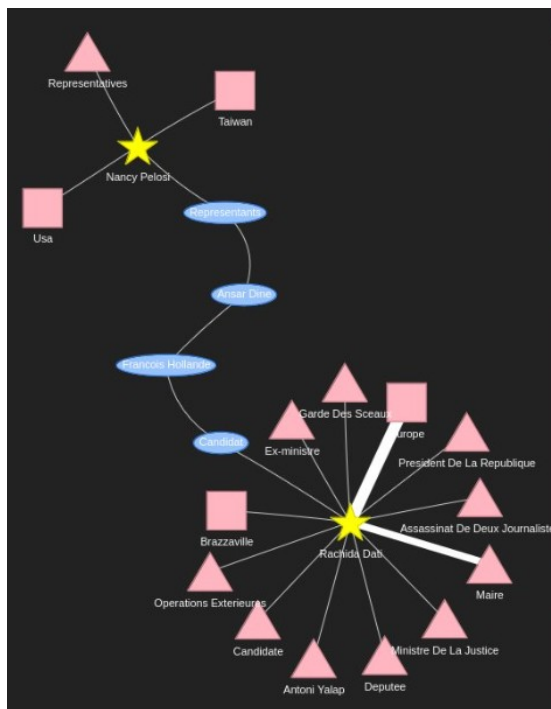 Representatives
Taiwan
Nancy Pelosi
Usa
Representants
Ansar Dine
Francois Hollande
Candidat
Garde Des Sceaux
urope
Ex-ministre
President De La Republique
Assassinat De Deux Journaliste
Brazzaville
Rachida Dati
Maire
Operations Exterieures
Candidate
Ministre De La Justice
Antoni Yalap
Deputee